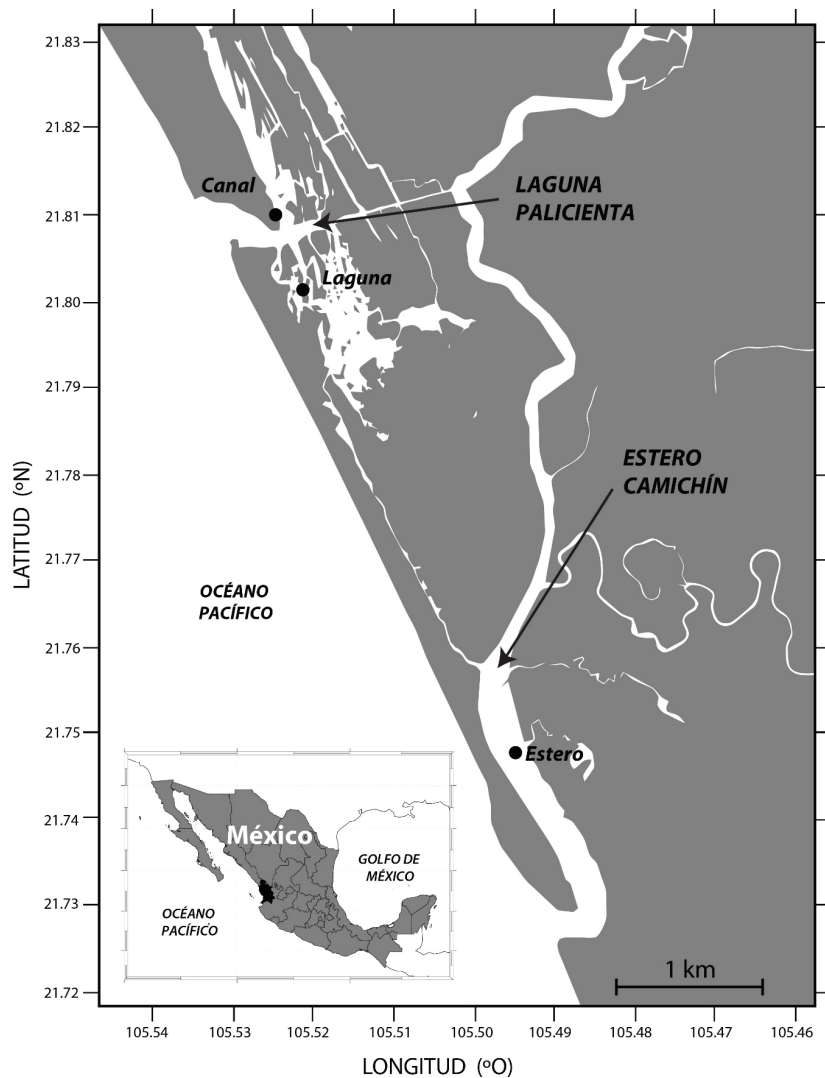 21.83
21.82
21.81
21.80
21.79
21.78
21.77
21.76
21.75
21.74
21.73
21.72
LATITUD (ºN)
Canal
LAGUNA
PALICIENTA
Laguna
ESTERO
CAMICHÍN
OCÉANO
PACÍFICO
Estero
México
GOLFO DE
MÉXICO
OCÉANO
PACÍFICO
1 km
105.54
105.53
105.52
105.51
105.50
105.49
105.48
105.47
105.46
LONGITUD (ºO)